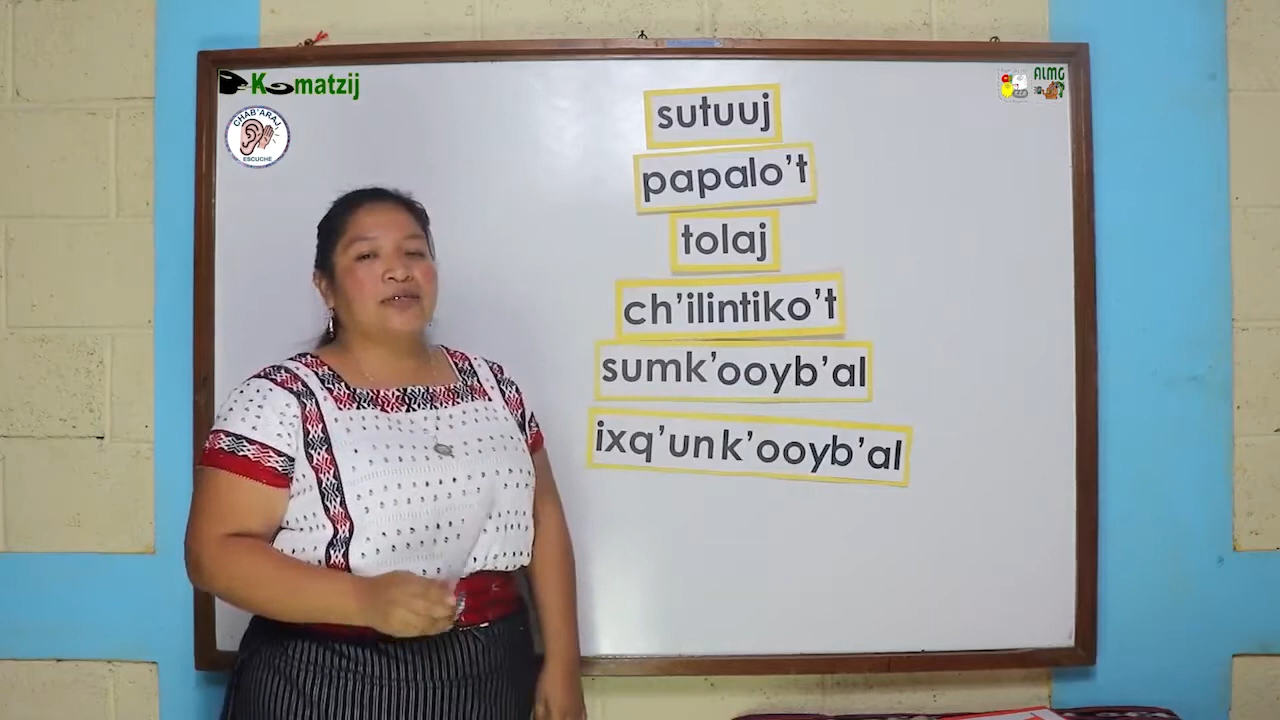 Komatzij
ALMG
CHAB'ARAJ
ESCUCHE
sutuuj
papalo't
tolaj
ch'ilintiko't
sumk'ooyb'al
ixq'unk'ooyb'al